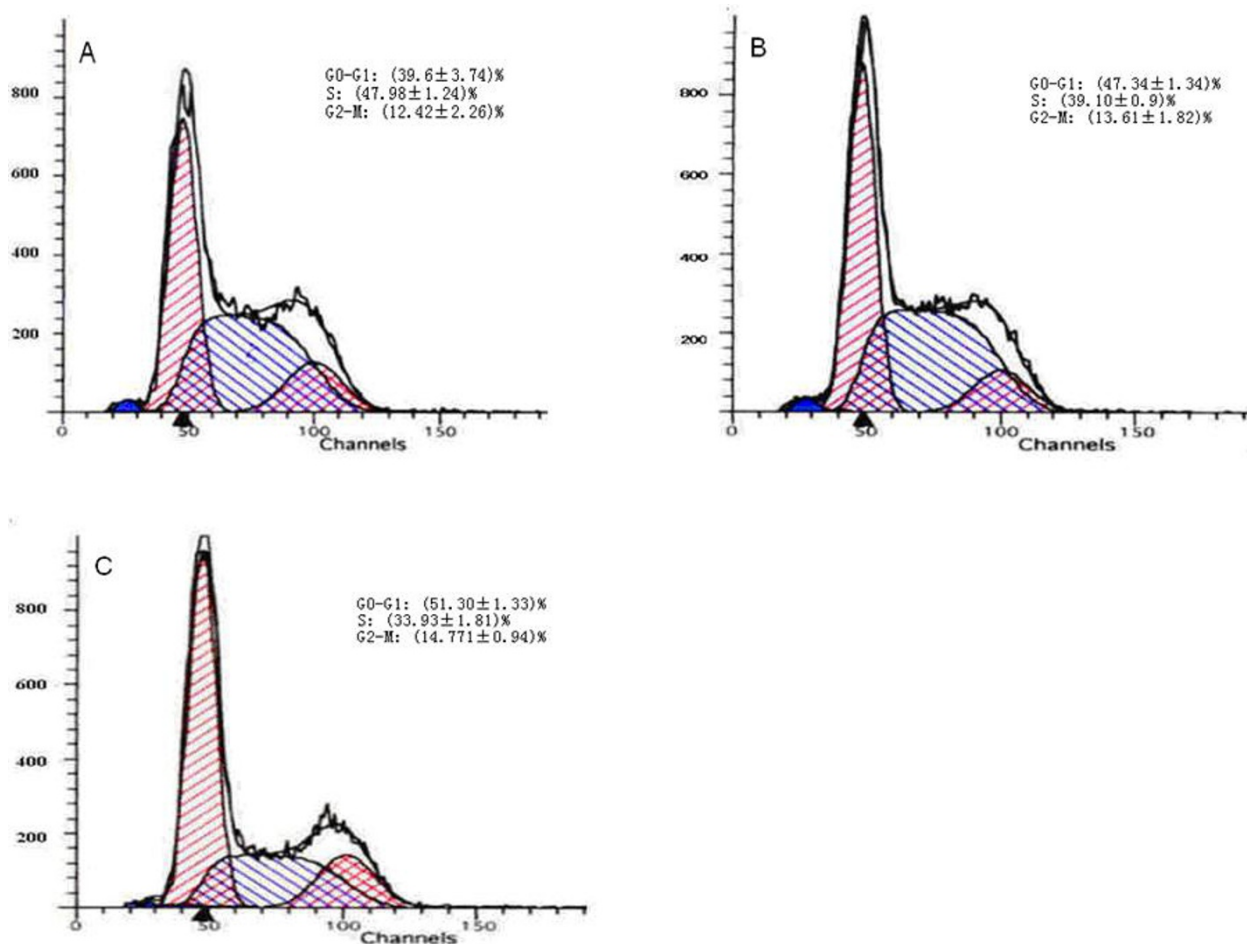 A
G0-G1: (39.6±3.74)%
S: (47.98±1.24)%
G2-M: (12.42±2.26)%
800
600
400
200
0 50 100 150
Channels
B
G0-G1: (47.34±1.34)%
S: (39.10±0.9)%
G2-M: (13.61±1.82)%
800
600
400
200
0 50 100 150
Channels
C
G0-G1: (51.30±1.33)%
S: (33.93±1.81)%
G2-M: (14.771±0.94)%
800
600
400
200
0 50 100 150
Channels